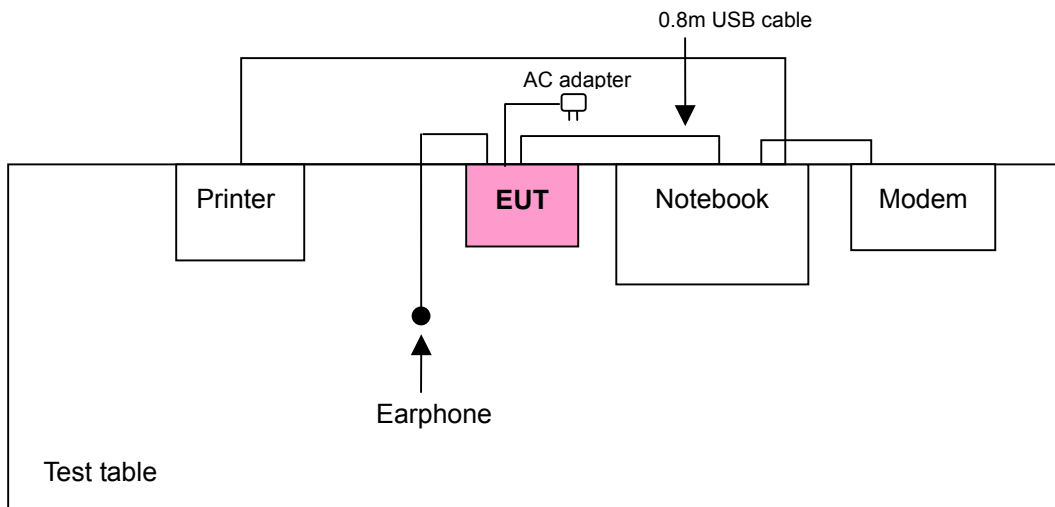 0.8m USB cable
AC adapter
Printer
EUT
Notebook
Modem
Earphone
Test table